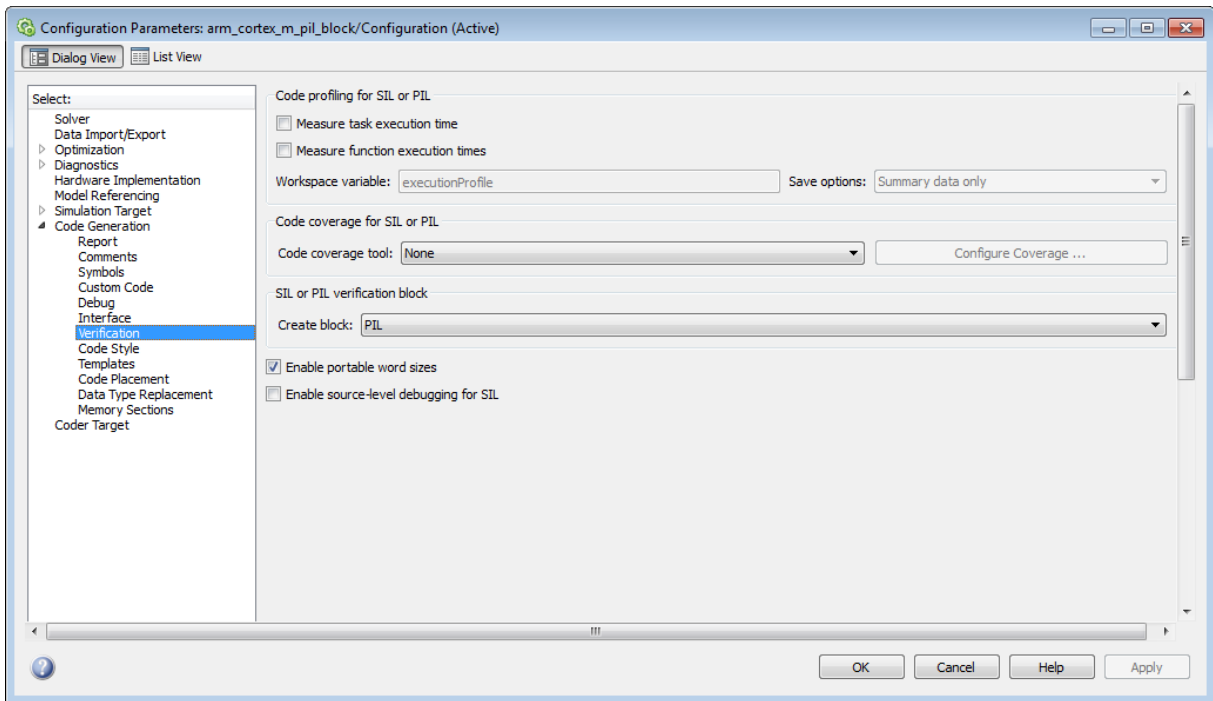 Configuration Parameters: arm_cortex_m_pil_block/Configuration (Active)
Dialog View List View
Select:
Solver
Data Import/Export
Optimization
Diagnostics
Hardware Implementation
Model Referencing
Simulation Target
Code Generation
Report
Comments
Symbols
Custom Code
Debug
Interface
Verification
Code Style
Templates
Code Placement
Data Type Replacement
Memory Sections
Coder Target
Code profiling for SIL or PIL
Measure task execution time
Measure function execution times
Workspace variable: executionProfile Save options: Summary data only
Code coverage for SIL or PIL
Code coverage tool: None Configure Coverage ...
SIL or PIL verification block
Create block: PIL
Enable portable word sizes
Enable source-level debugging for SIL
OK Cancel Help Apply